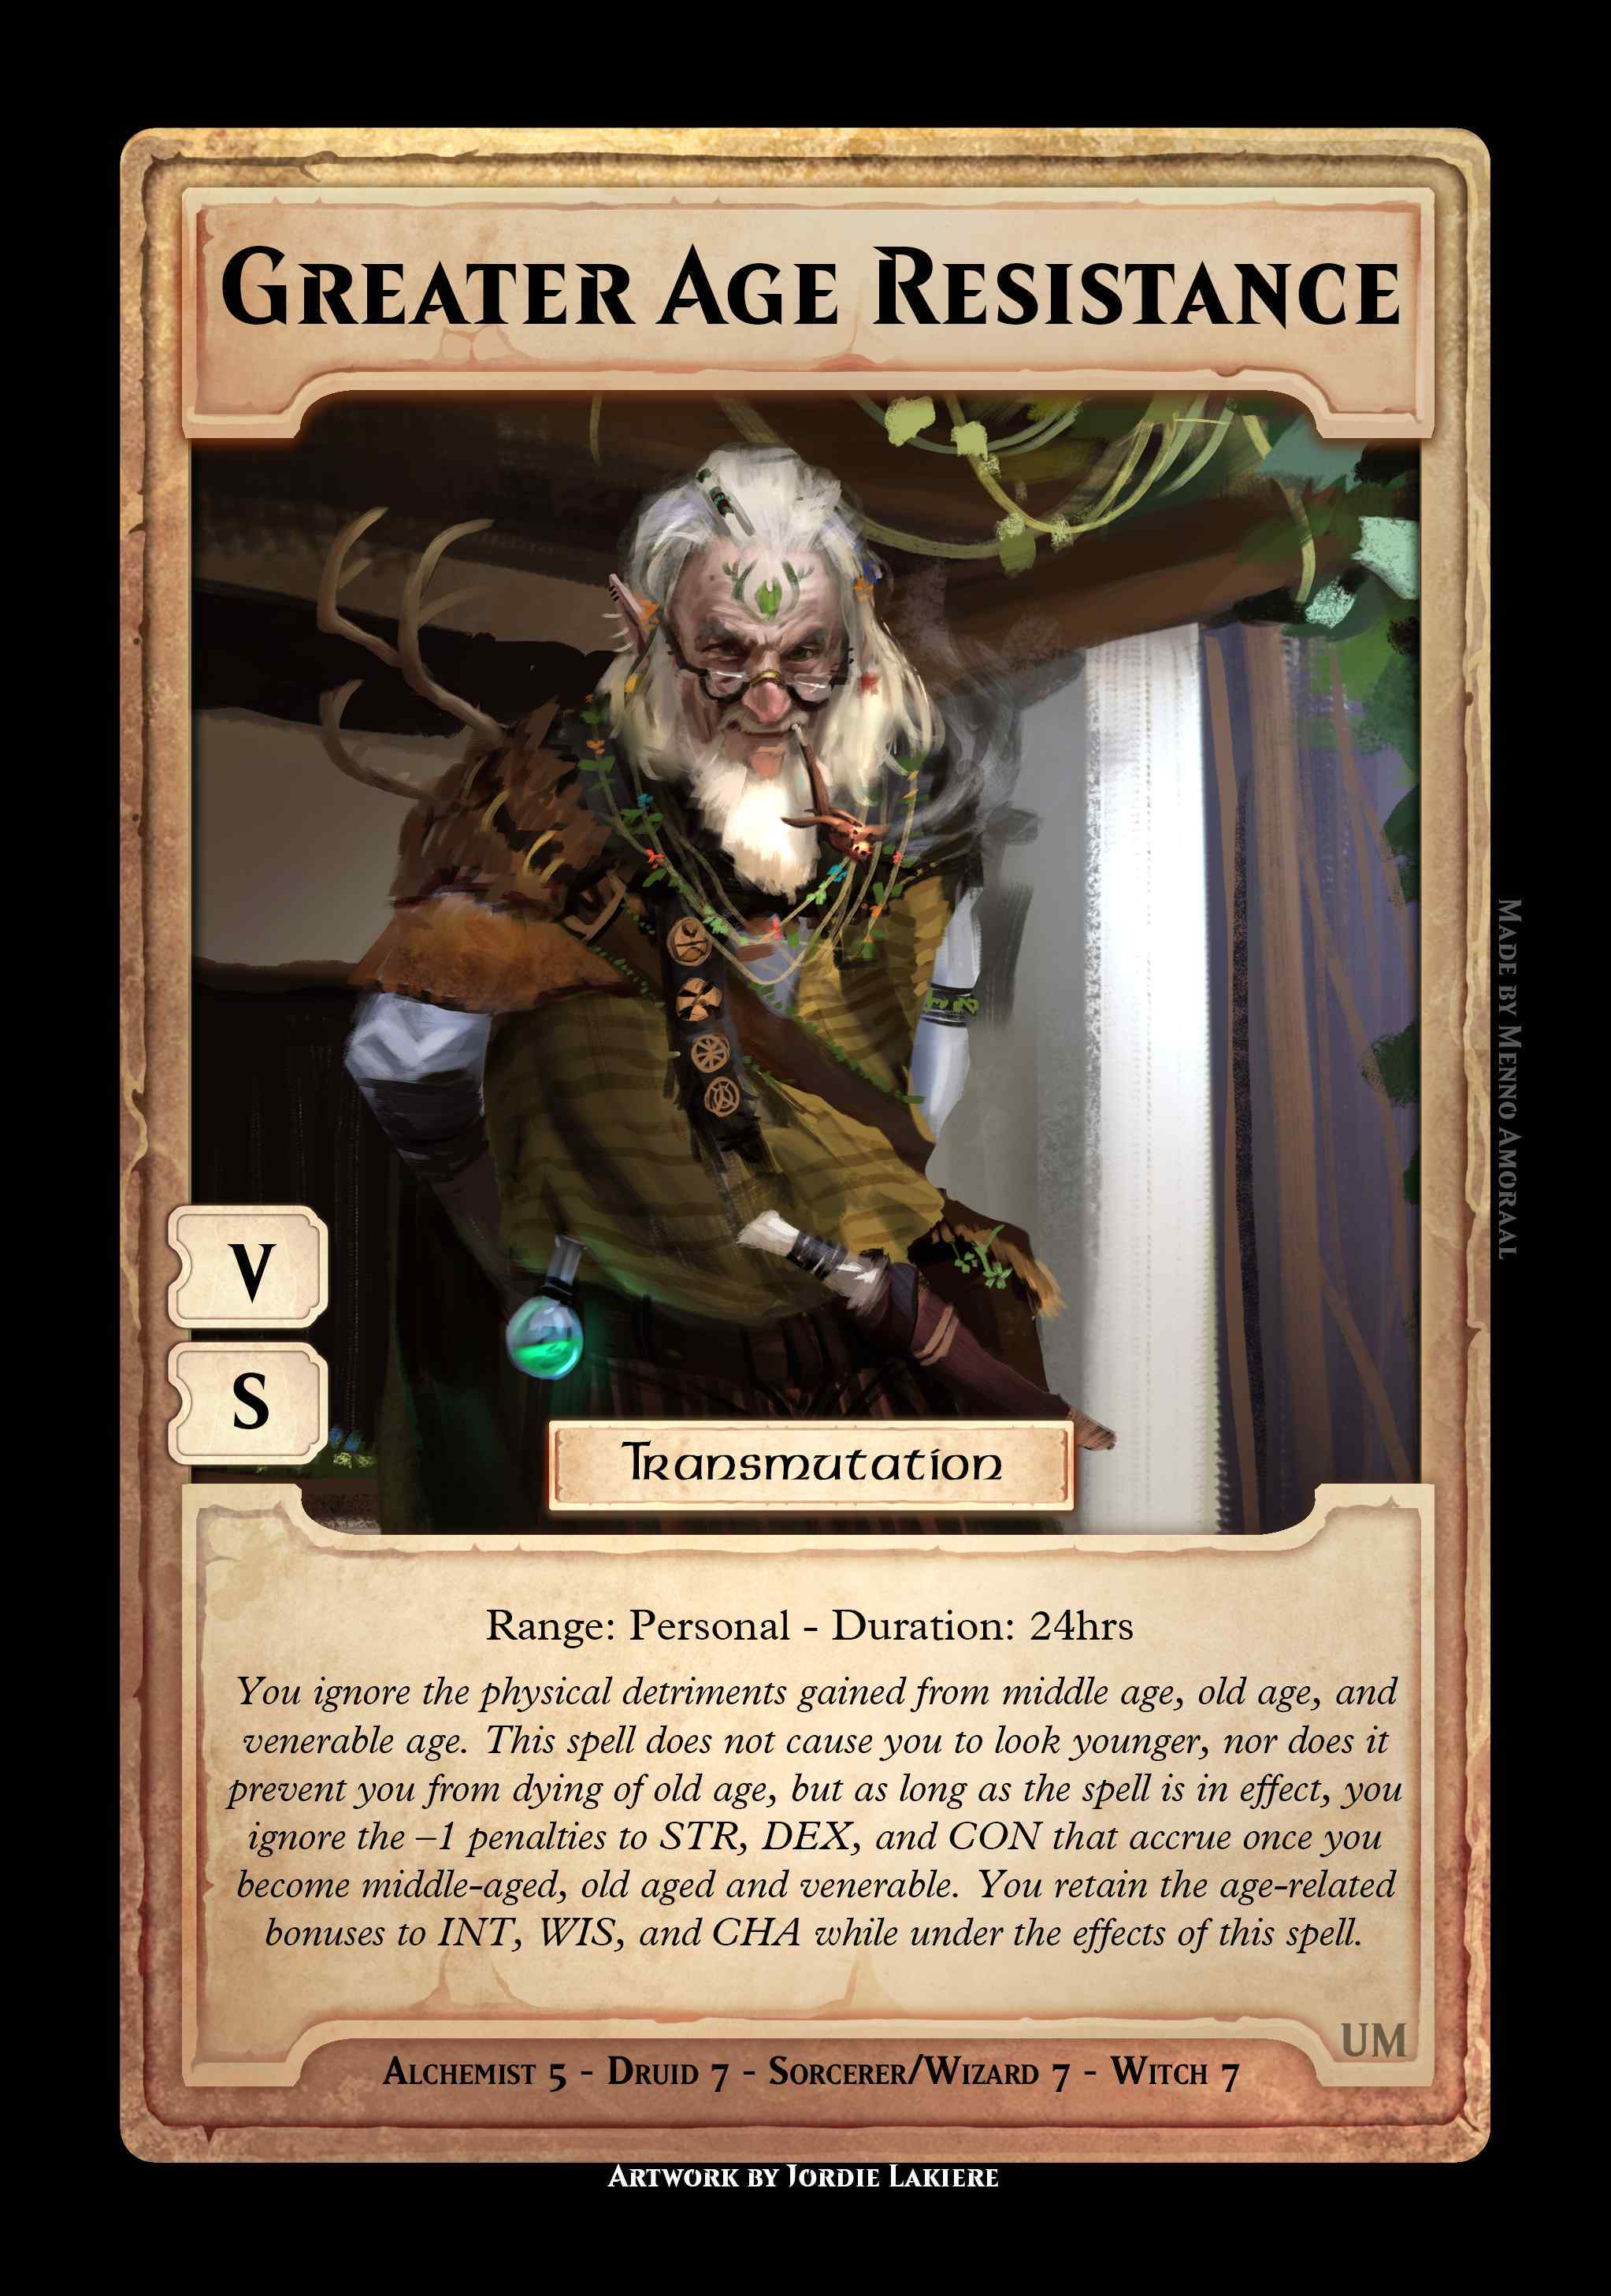 Greater Age Resistance
V
S
Transmutation
Range: Personal - Duration: 24hrs
You ignore the physical detriments gained from middle age, old age, and
venerable age. This spell does not cause you to look younger, nor does it
prevent you from dying of old age, but as long as the spell is in effect, you
ignore the –1 penalties to STR, DEX, and CON that accrue once you
become middle-aged, old aged and venerable. You retain the age-related
bonuses to INT, WIS, and CHA while under the effects of this spell.
UM
Alchemist 5 - Druid 7 - Sorcerer/Wizard 7 - Witch 7
Artwork by Jordie Lakiere
Made by Menno Amoraal